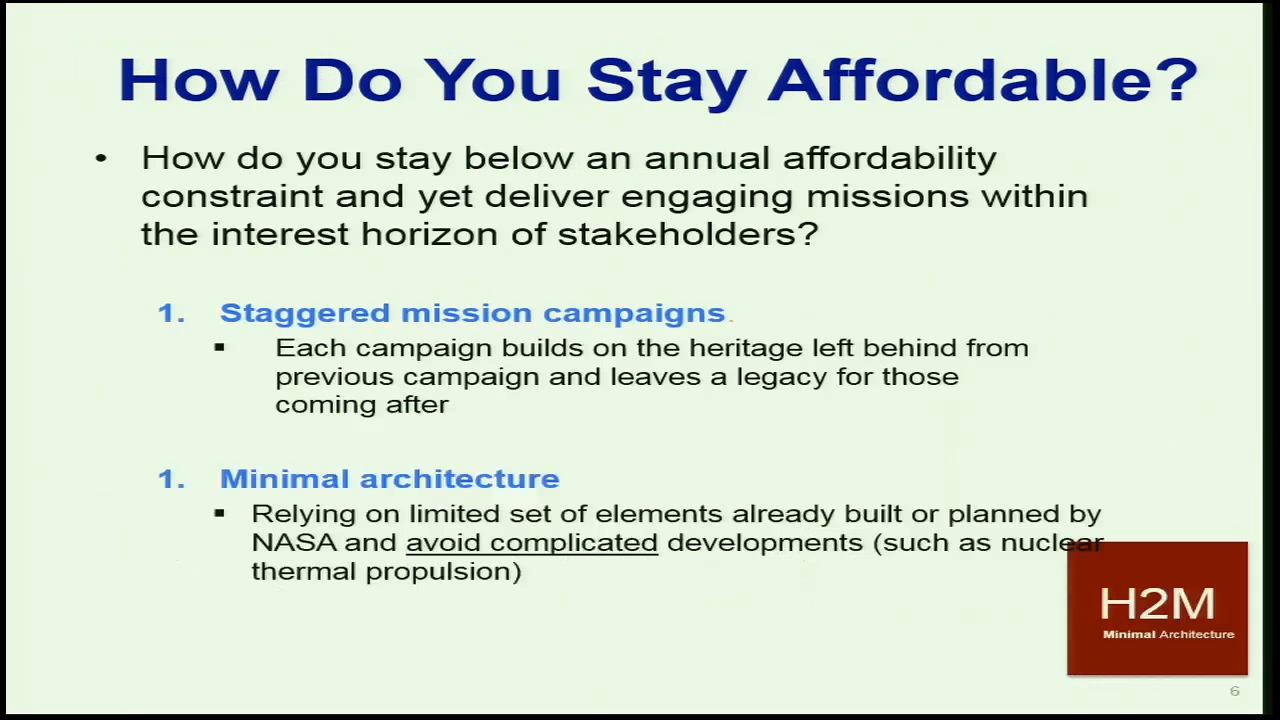 How Do You Stay Affordable?
• How do you stay below an annual affordability
constraint and yet deliver engaging missions within
the interest horizon of stakeholders?
1. Staggered mission campaigns.
▪ Each campaign builds on the heritage left behind from
previous campaign and leaves a legacy for those
coming after
1. Minimal architecture
▪ Relying on limited set of elements already built or planned by
NASA and avoid complicated developments (such as nuclear
thermal propulsion)
H2M
Minimal Architecture
6